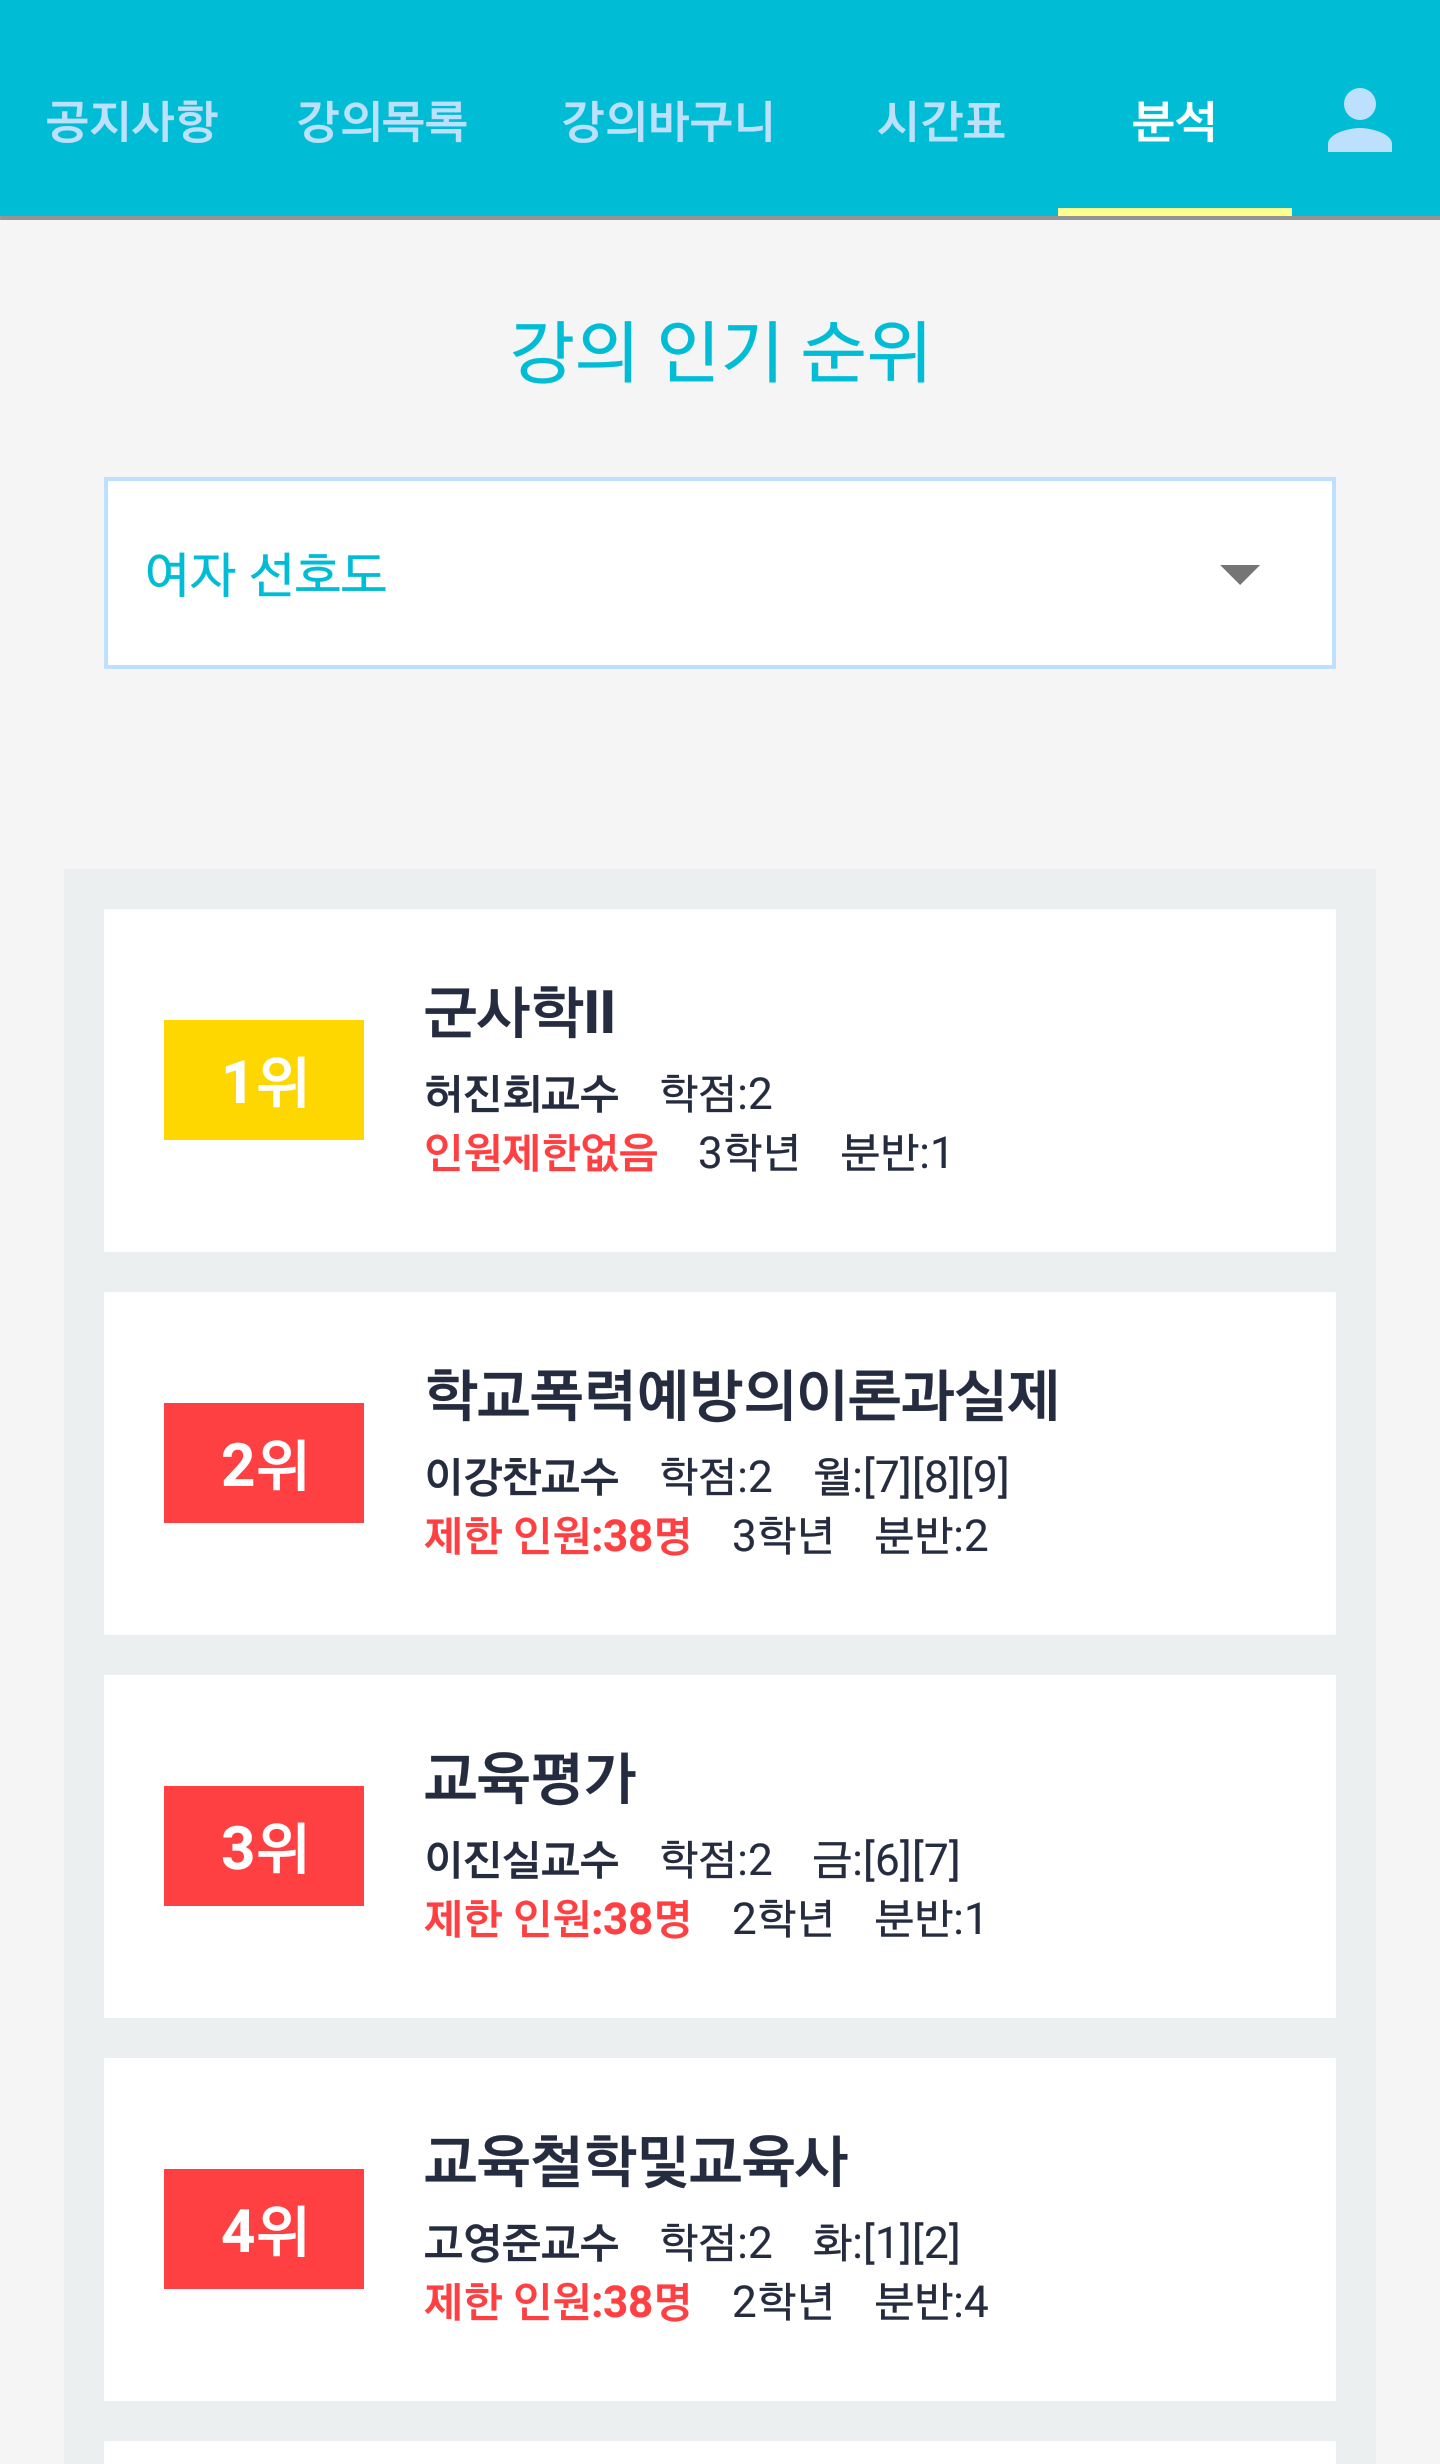 공지사항 강의목록 강의바구니 시간표 분석
강의 인기 순위
여자 선호도
1위
군사학II
허진회교수 학점:2
인원제한없음 3학년 분반:1
2위
학교폭력예방의이론과실제
이강찬교수 학점:2 월:[7][8][9]
제한 인원:38명 3학년 분반:2
3위
교육평가
이진실교수 학점:2 금:[6][7]
제한 인원:38명 2학년 분반:1
4위
교육철학및교육사
고영준교수 학점:2 화:[1][2]
제한 인원:38명 2학년 분반:4